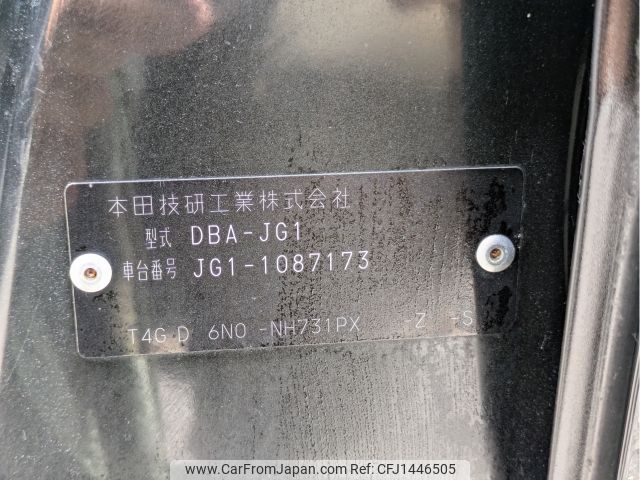 本田技研工業株式会社
型式 DBA-JG1
車台番号 JG1-1087173
T4G D 6N0 -NH731PX -Z -S
www.CarFromJapan.com Ref: CFJ1446505